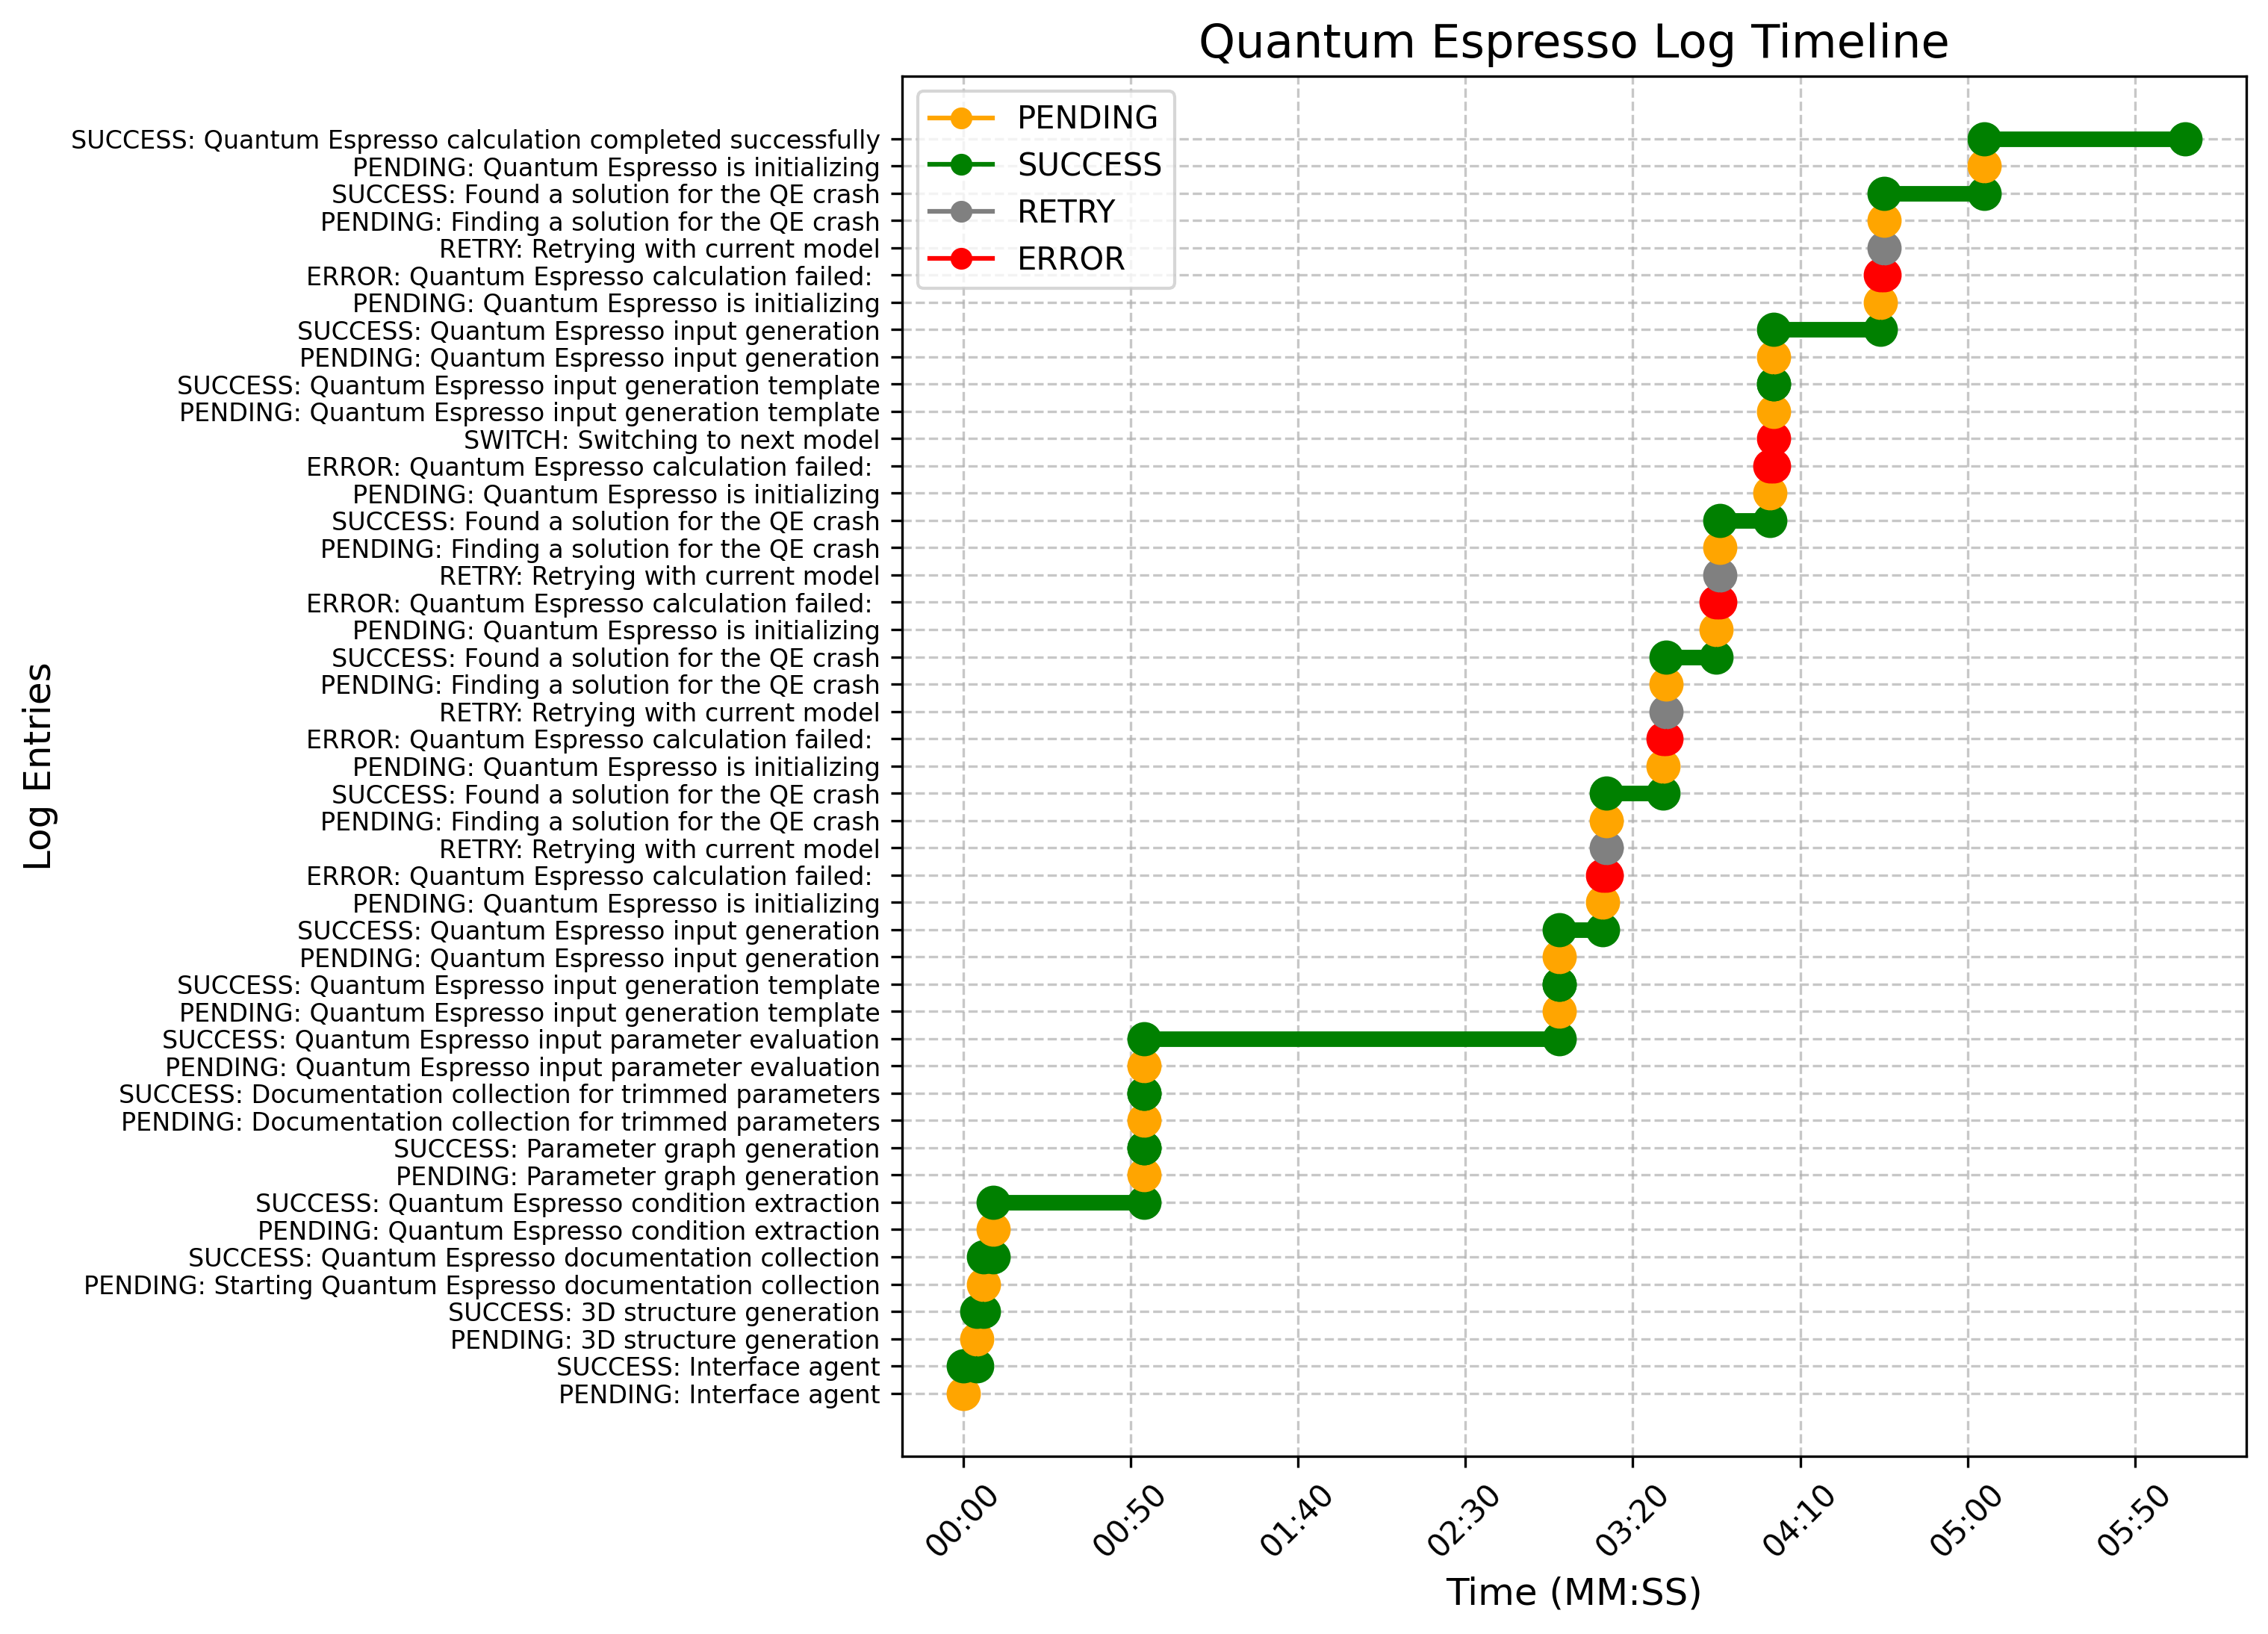 Quantum Espresso Log Timeline
PENDING
SUCCESS
RETRY
ERROR
SUCCESS: Quantum Espresso calculation completed successfully
PENDING: Quantum Espresso is initializing
SUCCESS: Found a solution for the QE crash
PENDING: Finding a solution for the QE crash
RETRY: Retrying with current model
ERROR: Quantum Espresso calculation failed:
PENDING: Quantum Espresso is initializing
SUCCESS: Quantum Espresso input generation
PENDING: Quantum Espresso input generation
SUCCESS: Quantum Espresso input generation template
PENDING: Quantum Espresso input generation template
SWITCH: Switching to next model
ERROR: Quantum Espresso calculation failed:
PENDING: Quantum Espresso is initializing
SUCCESS: Found a solution for the QE crash
PENDING: Finding a solution for the QE crash
RETRY: Retrying with current model
ERROR: Quantum Espresso calculation failed:
PENDING: Quantum Espresso is initializing
SUCCESS: Found a solution for the QE crash
PENDING: Finding a solution for the QE crash
RETRY: Retrying with current model
ERROR: Quantum Espresso calculation failed:
PENDING: Quantum Espresso is initializing
SUCCESS: Found a solution for the QE crash
PENDING: Finding a solution for the QE crash
RETRY: Retrying with current model
ERROR: Quantum Espresso calculation failed:
PENDING: Quantum Espresso is initializing
SUCCESS: Quantum Espresso input generation
PENDING: Quantum Espresso input generation
SUCCESS: Quantum Espresso input generation template
PENDING: Quantum Espresso input generation template
SUCCESS: Quantum Espresso input parameter evaluation
PENDING: Quantum Espresso input parameter evaluation
SUCCESS: Documentation collection for trimmed parameters
PENDING: Documentation collection for trimmed parameters
SUCCESS: Parameter graph generation
PENDING: Parameter graph generation
SUCCESS: Quantum Espresso condition extraction
PENDING: Quantum Espresso condition extraction
SUCCESS: Quantum Espresso documentation collection
PENDING: Starting Quantum Espresso documentation collection
SUCCESS: 3D structure generation
PENDING: 3D structure generation
SUCCESS: Interface agent
PENDING: Interface agent
Log Entries
00:00
00:50
01:40
02:30
03:20
04:10
05:00
05:50
Time (MM:SS)